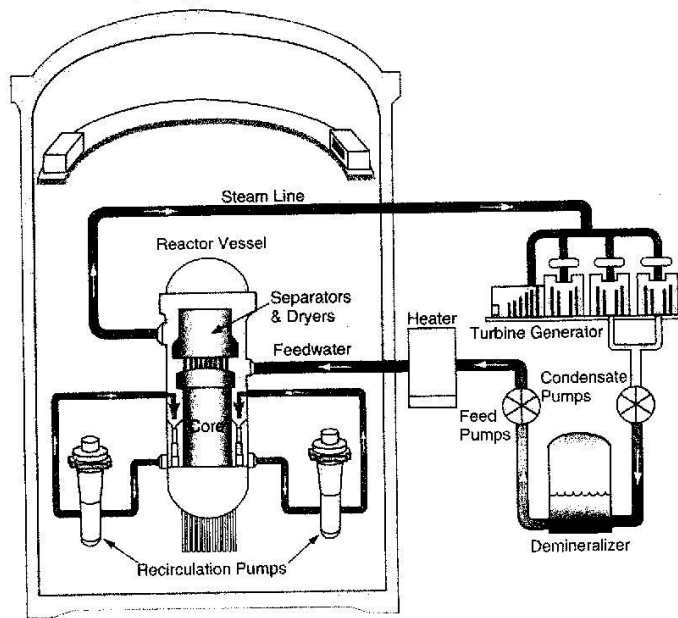 Steam Line
Reactor Vessel
Separators
& Dryers
Turbine Generator
Heater
Feedwater
Condensate
Pumps
Feed
Pumps
Core
Demineralizer
Recirculation Pumps